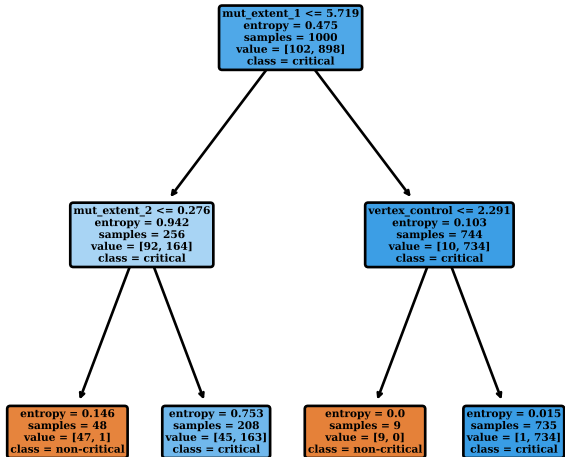 mut_extent_1 <= 5.719
entropy = 0.475
samples = 1000
value = [102, 898]
class = critical
mut_extent_2 <= 0.276
entropy = 0.942
samples = 256
value = [92, 164]
class = critical
vertex_control <= 2.291
entropy = 0.103
samples = 744
value = [10, 734]
class = critical
entropy = 0.146
samples = 48
value = [47, 1]
class = non-critical
entropy = 0.753
samples = 208
value = [45, 163]
class = critical
entropy = 0.0
samples = 9
value = [9, 0]
class = non-critical
entropy = 0.015
samples = 735
value = [1, 734]
class = critical